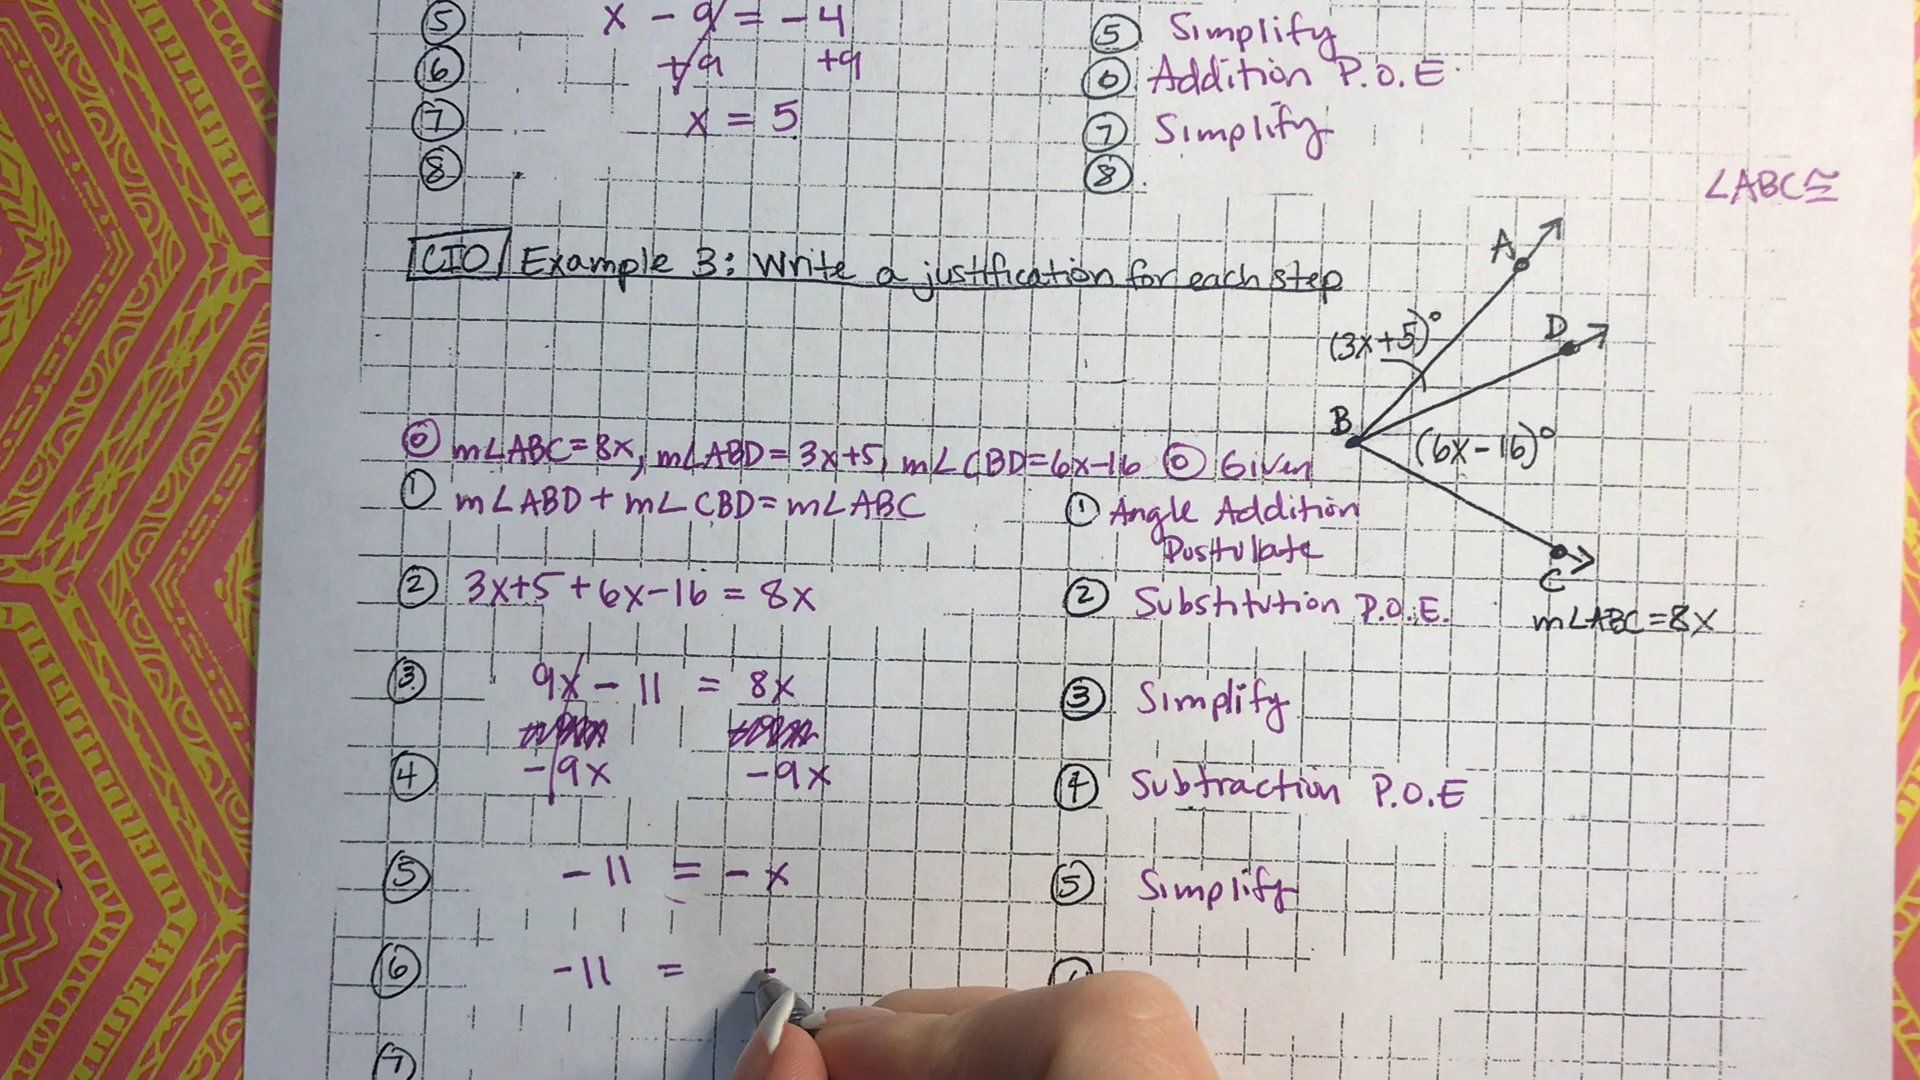 ⑤ x - 9 = -4 ⑤ Simplify
⑥ +9 +9 ⑥ Addition P.O.E.
⑦ x = 5 ⑦ Simplify
⑧ ⑧
∠ABC≅
CIO Example 3: Write a justification for each step
A
D
(3x+5)°
B
(6x-16)°
C
m∠ABC=8x
⓪ m∠ABC=8x, m∠ABD=3x+5, m∠CBD=6x-16 ⓪ Given
① m∠ABD + m∠CBD = m∠ABC ① Angle Addition
Postulate
② 3x+5+6x-16 = 8x ② Substitution P.O.E.
③ 9x - 11 = 8x ③ Simplify
④ -9x -9x ④ Subtraction P.O.E
⑤ -11 = -x ⑤ Simplify
⑥ -11 = -
⑦